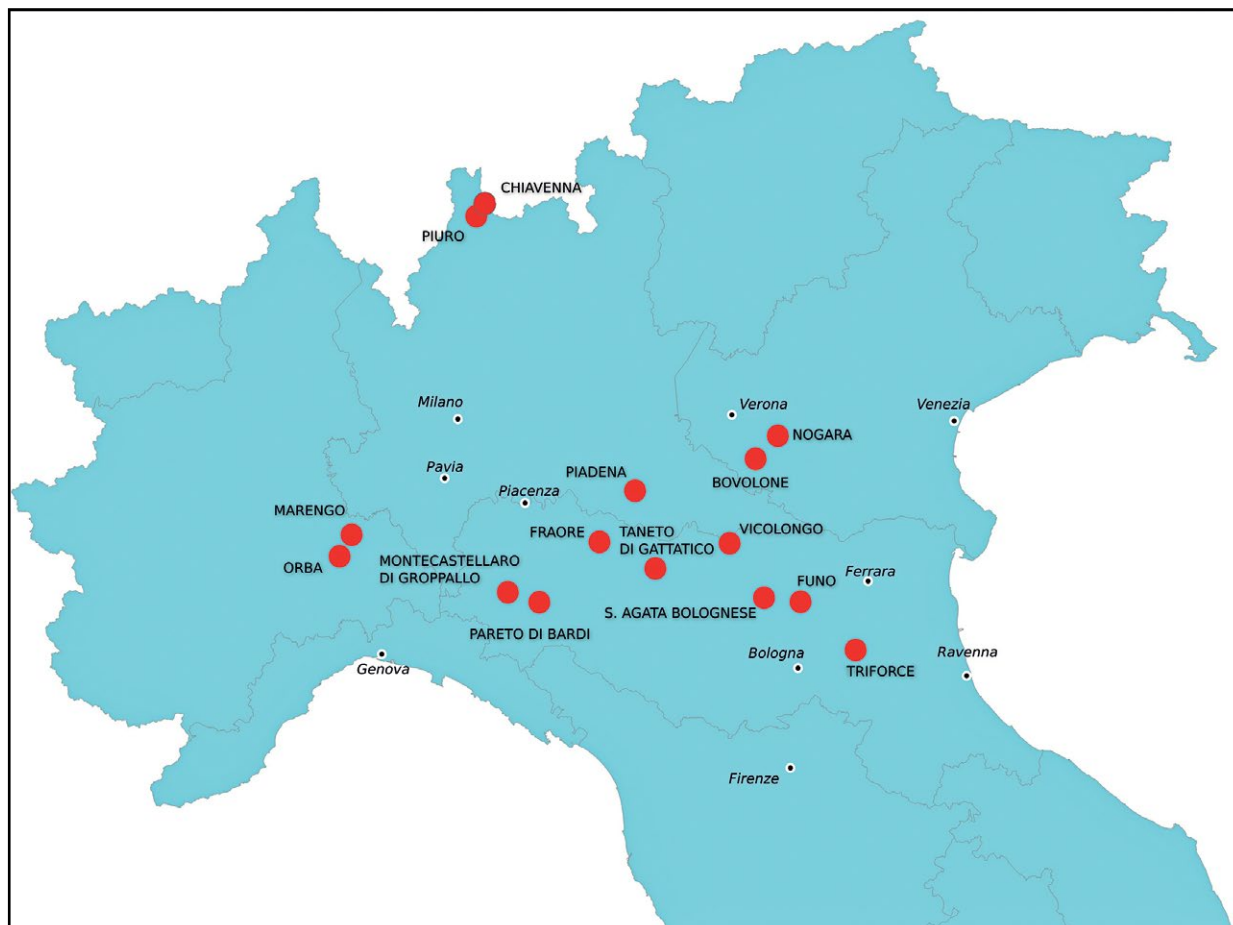 CHIAVENNA
PIURO
Milano
Verona
Venezia
NOGARA
Pavia
PIADENA
BOVOLONE
Piacenza
MARENGO
FRAORE
TANETO
DI GATTATICO
VICOLONGO
ORBA
MONTECASTELLARO
DI GROPPALLO
Ferrara
FUNO
S. AGATA BOLOGNESE
PARETO DI BARDI
Genova
Bologna
Ravenna
TRIFORCE
Firenze